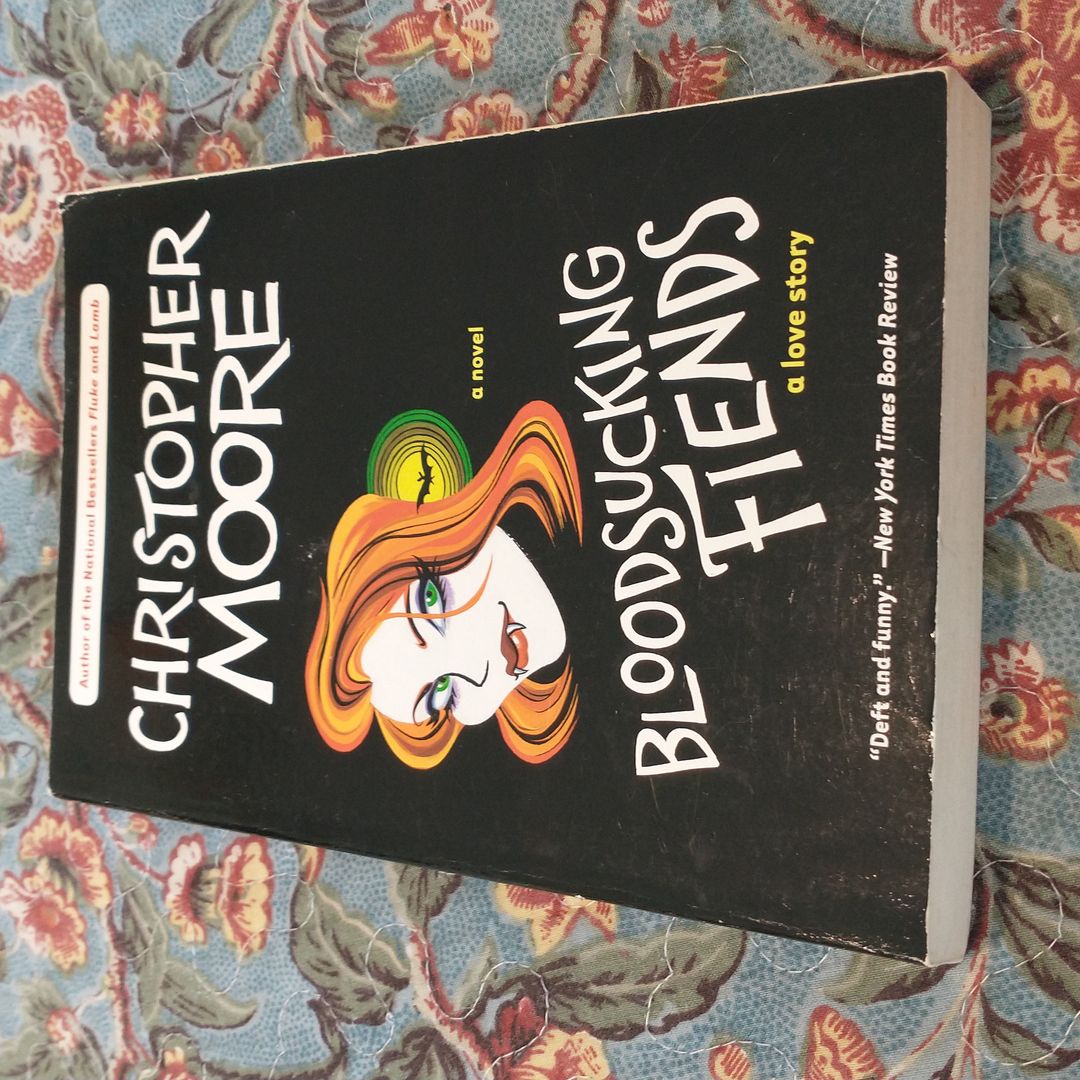 Author of the National Bestsellers Fluke and Lamb
CHRISTOPHER
MOORE
a novel
BLOODSUCKING
FIENDS
a love story
“Deft and funny.” —New York Times Book Review